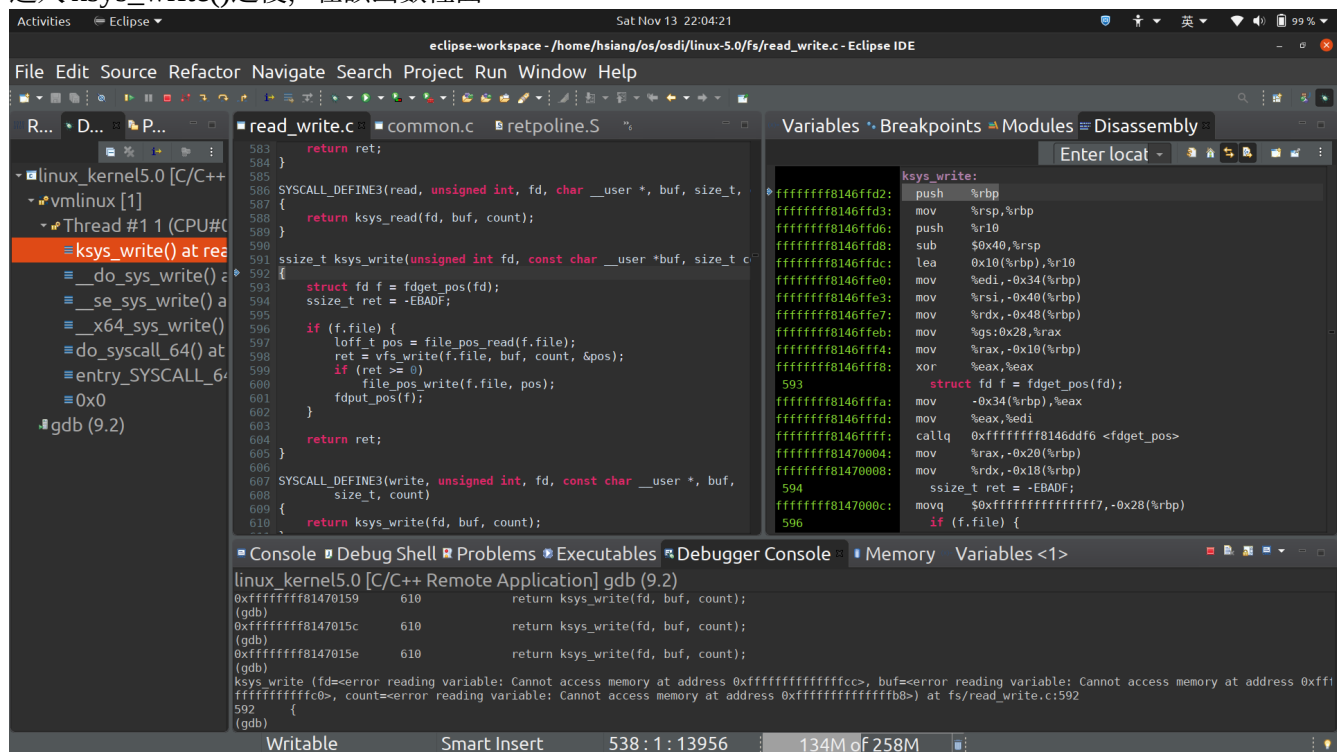 進入 ksys_write()之後，在該函數裡面
Activities Eclipse Sat Nov 13 22:04:21 英 99 %
eclipse-workspace - /home/hsiang/os/osdi/linux-5.0/fs/read_write.c - Eclipse IDE
File Edit Source Refactor Navigate Search Project Run Window Help
R... D... P...
linux_kernel5.0 [C/C++
vmlinux [1]
Thread #1 1 (CPU#0
ksys_write() at rea
__do_sys_write() a
__se_sys_write() a
__x64_sys_write()
do_syscall_64() at
entry_SYSCALL_64
0x0
gdb (9.2)
read_write.c common.c retpoline.S
583 return ret;
584 }
585
586 SYSCALL_DEFINE3(read, unsigned int, fd, char __user *, buf, size_t,
587 {
588 return ksys_read(fd, buf, count);
589 }
590
591 ssize_t ksys_write(unsigned int fd, const char __user *buf, size_t c
592 {
593 struct fd f = fdget_pos(fd);
594 ssize_t ret = -EBADF;
595
596 if (f.file) {
597 loff_t pos = file_pos_read(f.file);
598 ret = vfs_write(f.file, buf, count, &pos);
599 if (ret >= 0)
600 file_pos_write(f.file, pos);
601 fdput_pos(f);
602 }
603
604 return ret;
605 }
606
607 SYSCALL_DEFINE3(write, unsigned int, fd, const char __user *, buf,
608 size_t, count)
609 {
610 return ksys_write(fd, buf, count);
Variables Breakpoints Modules Disassembly
Enter locat
ksys_write:
ffffffff8146ffd2: push %rbp
ffffffff8146ffd3: mov %rsp,%rbp
ffffffff8146ffd6: push %r10
ffffffff8146ffd8: sub $0x40,%rsp
ffffffff8146ffdc: lea 0x10(%rbp),%r10
ffffffff8146ffe0: mov %edi,-0x34(%rbp)
ffffffff8146ffe3: mov %rsi,-0x40(%rbp)
ffffffff8146ffe7: mov %rdx,-0x48(%rbp)
ffffffff8146ffeb: mov %gs:0x28,%rax
ffffffff8146fff4: mov %rax,-0x10(%rbp)
ffffffff8146fff8: xor %eax,%eax
593 struct fd f = fdget_pos(fd);
ffffffff8146fffa: mov -0x34(%rbp),%eax
ffffffff8146fffd: mov %eax,%edi
ffffffff8146ffff: callq 0xffffffff8146ddf6 <fdget_pos>
ffffffff81470004: mov %rax,-0x20(%rbp)
ffffffff81470008: mov %rdx,-0x18(%rbp)
594 ssize_t ret = -EBADF;
ffffffff8147000c: movq $0xfffffffffffffff7,-0x28(%rbp)
596 if (f.file) {
Console Debug Shell Problems Executables Debugger Console Memory Variables <1>
linux_kernel5.0 [C/C++ Remote Application] gdb (9.2)
0xffffffff81470159 610 return ksys_write(fd, buf, count);
(gdb)
0xffffffff8147015c 610 return ksys_write(fd, buf, count);
(gdb)
0xffffffff8147015e 610 return ksys_write(fd, buf, count);
(gdb)
ksys_write (fd=<error reading variable: Cannot access memory at address 0xffffffffffffffcc>, buf=<error reading variable: Cannot access memory at address 0xfff
fffffffffffc0>, count=<error reading variable: Cannot access memory at address 0xffffffffffffffb8>) at fs/read_write.c:592
592 {
(gdb)
Writable Smart Insert 538 : 1 : 13956 134M of 258M